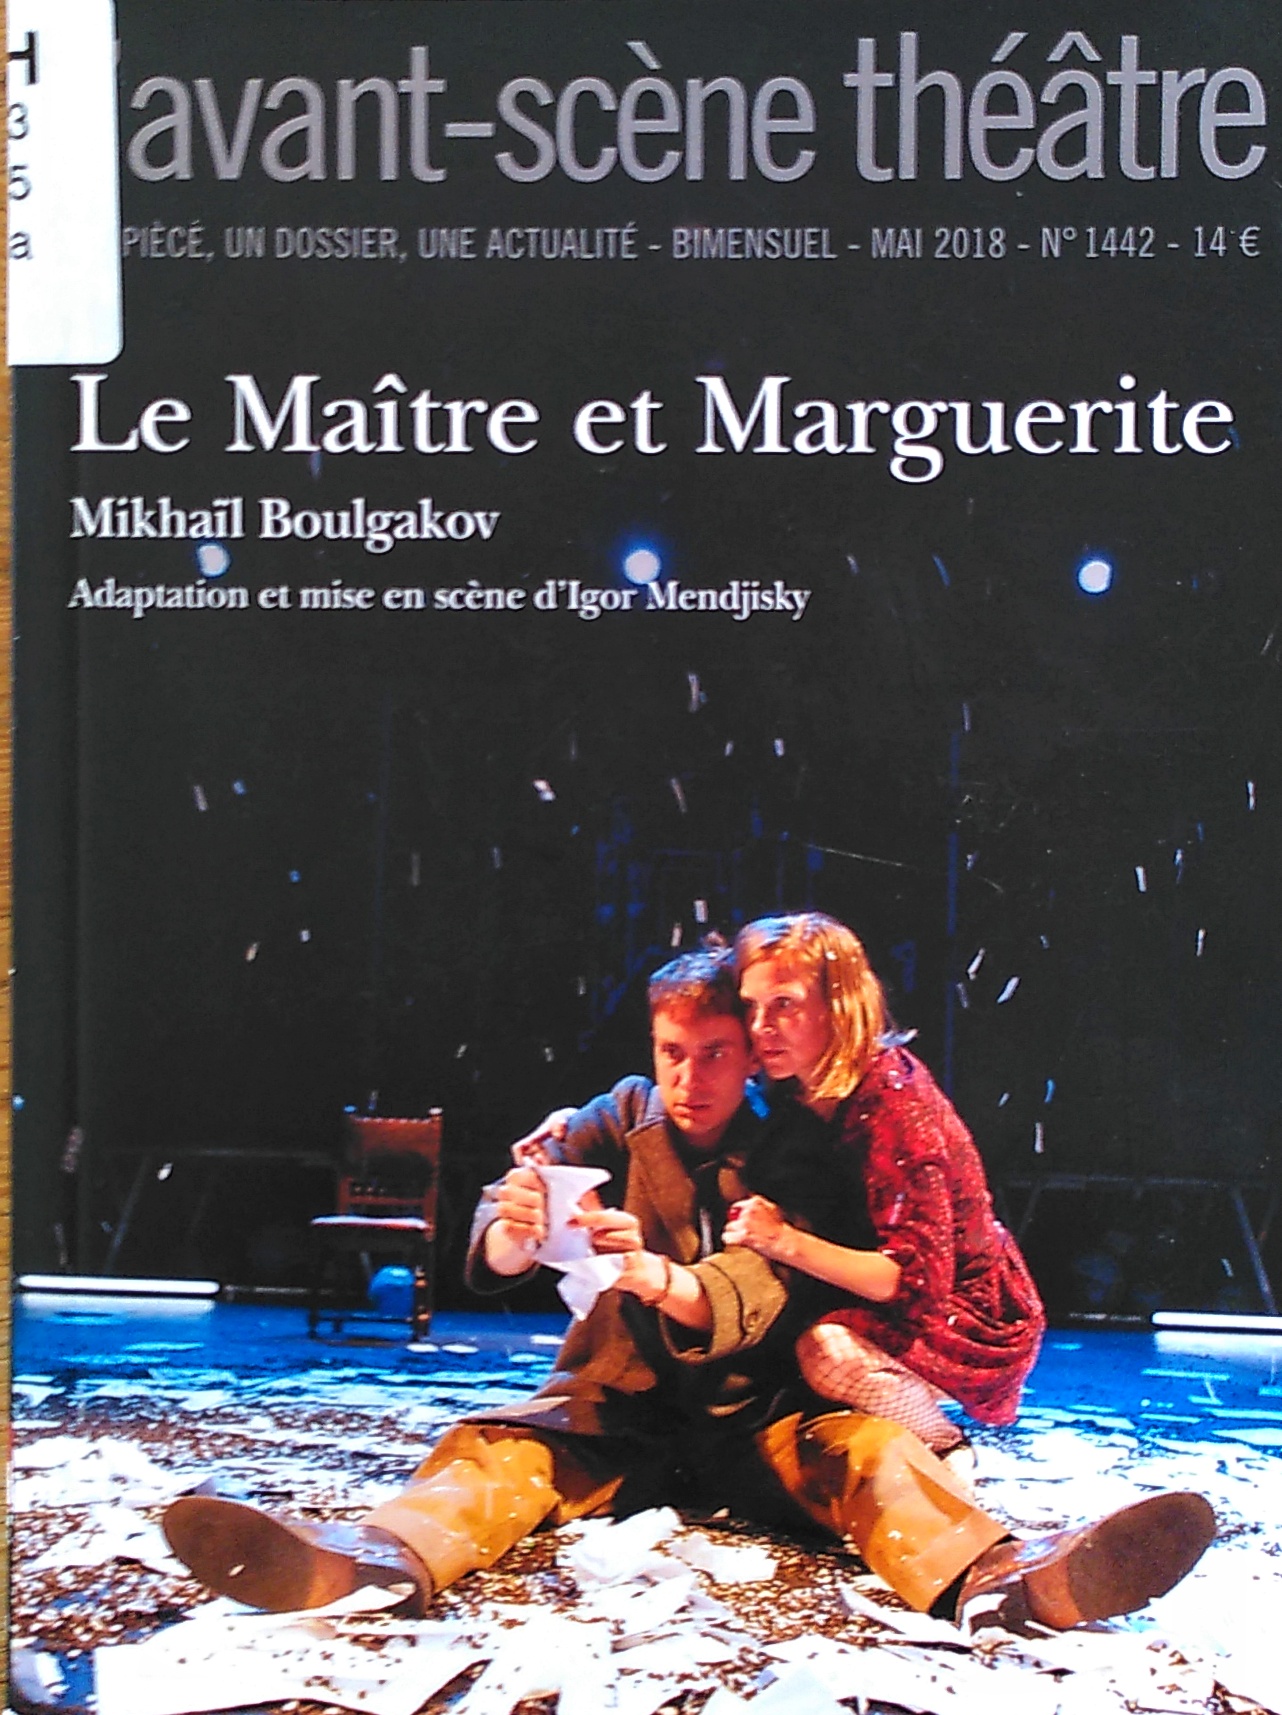 H
3
5
a
'avant-scène théâtre
PIÈCE, UN DOSSIER, UNE ACTUALITÉ - BIMENSUEL - MAI 2018 - N° 1442 - 14 €
Le Maître et Marguerite
Mikhaïl Boulgakov
Adaptation et mise en scène d'Igor Mendjisky